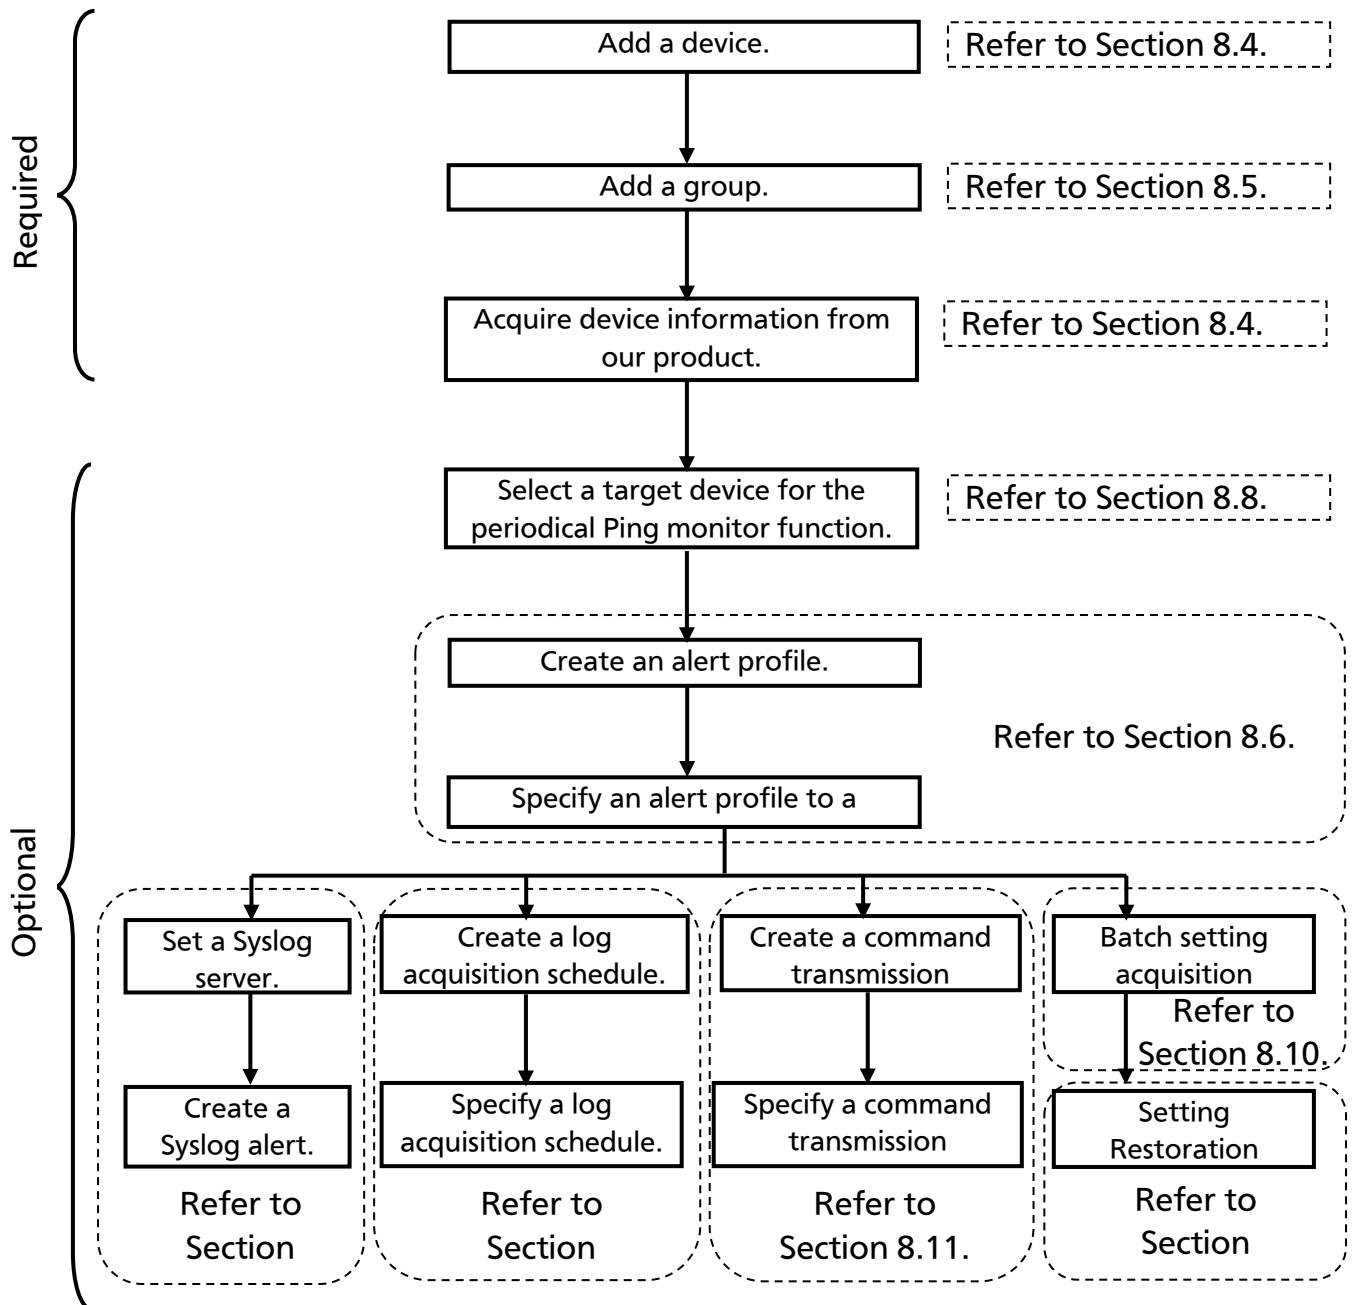 Required
Add a device.
Refer to Section 8.4.
Add a group.
Refer to Section 8.5.
Acquire device information from
our product.
Refer to Section 8.4.
Optional
Select a target device for the
periodical Ping monitor function.
Refer to Section 8.8.
Create an alert profile.
Refer to Section 8.6.
Specify an alert profile to a
Set a Syslog
server.
Create a
Syslog alert.
Refer to
Section
Create a log
acquisition schedule.
Specify a log
acquisition schedule.
Refer to
Section
Create a command
transmission
Specify a command
transmission
Refer to
Section 8.11.
Batch setting
acquisition
Refer to
Section 8.10.
Setting
Restoration
Refer to
Section